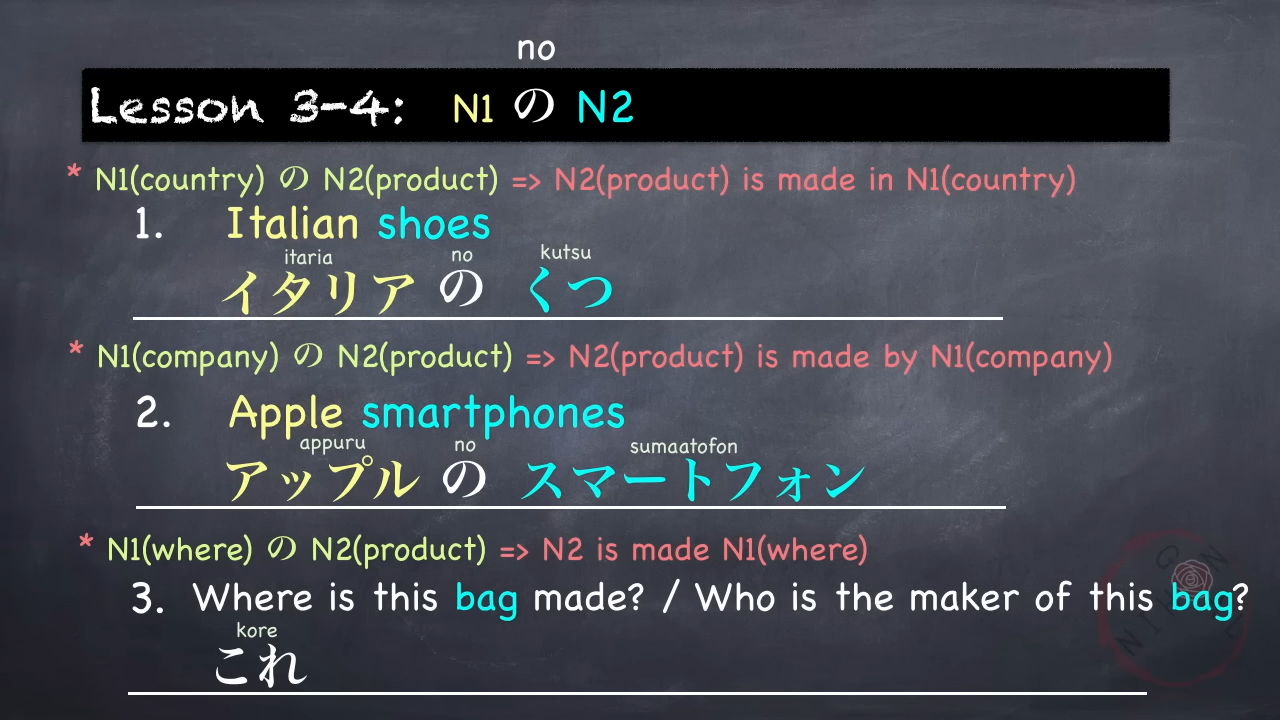 no
Lesson 3-4: N1 の N2
* N1(country) の N2(product) => N2(product) is made in N1(country)
1. Italian shoes
itaria no kutsu
イタリア の くつ
* N1(company) の N2(product) => N2(product) is made by N1(company)
2. Apple smartphones
appuru no sumaatofon
アップル の スマートフォン
* N1(where) の N2(product) => N2 is made N1(where)
3. Where is this bag made? / Who is the maker of this bag?
kore
これ